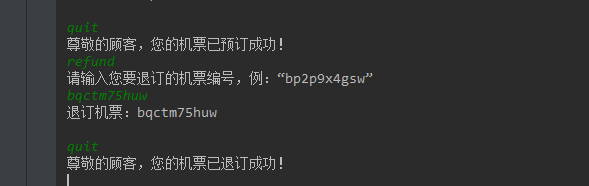 quit
尊敬的顾客，您的机票已预订成功！
refund
请输入您要退订的机票编号，例：“bp2p9x4gsw”
bqctm75huw
退订机票：bqctm75huw
quit
尊敬的顾客，您的机票已退订成功！